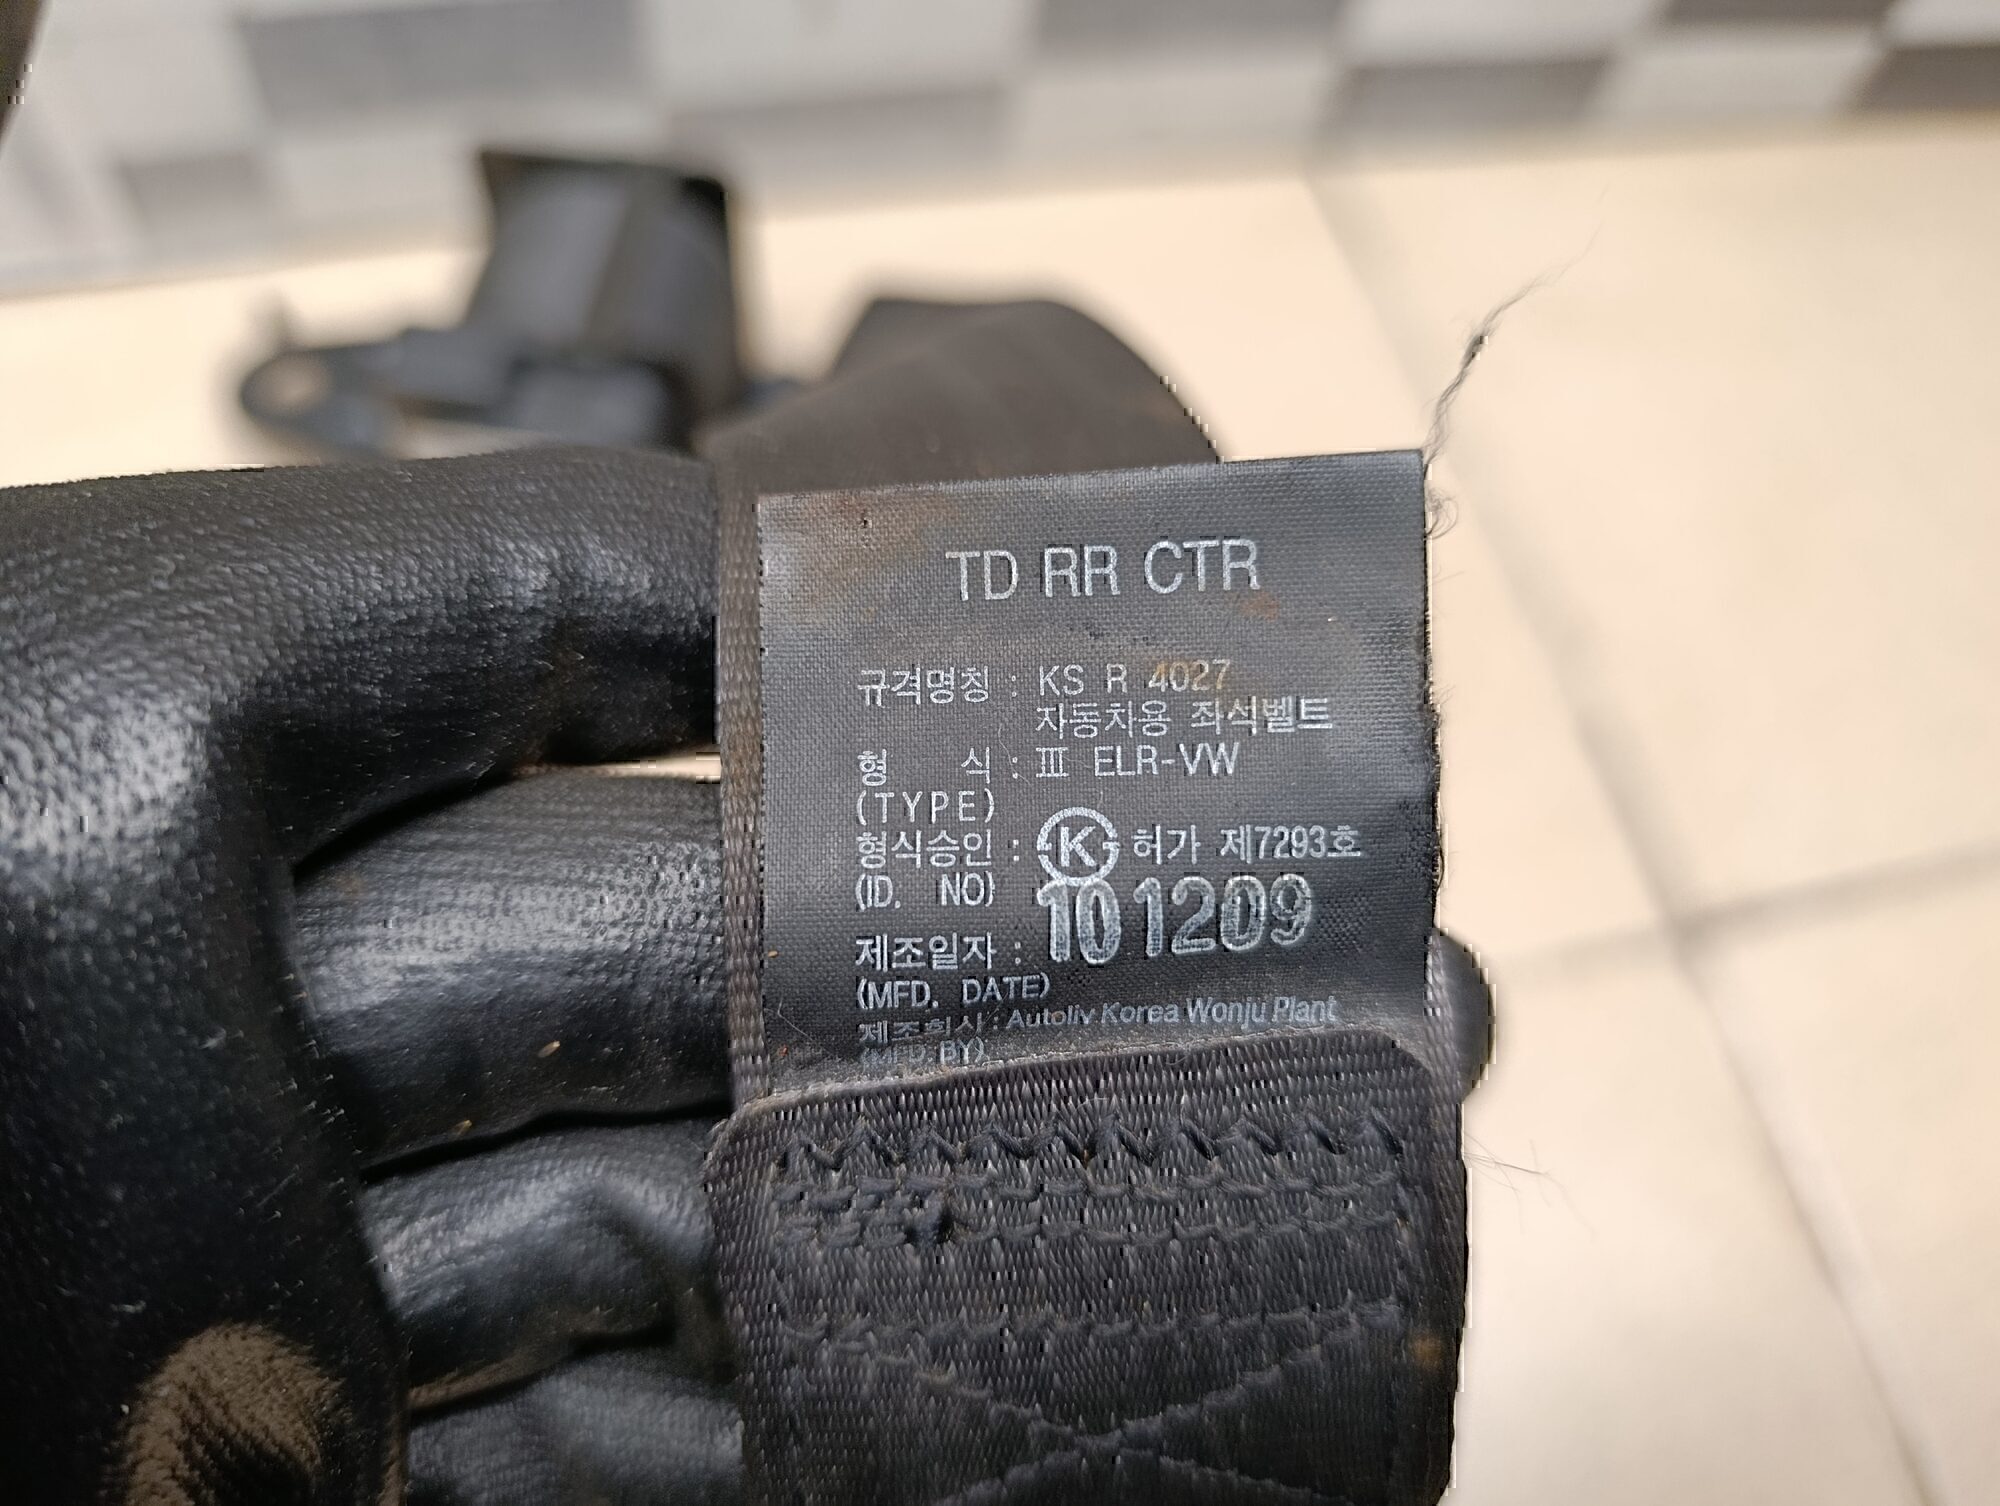 TD RR CTR
규격명칭 : KS R 4027
자동차용 좌석벨트
형 식 : Ⅲ ELR-VW
(TYPE)
형식승인 : K 허가 제7293호
(ID. NO)
제조일자 : 101209
(MFD. DATE)
제조회사 : Autoliv Korea Wonju Plant
(MFD. BY)